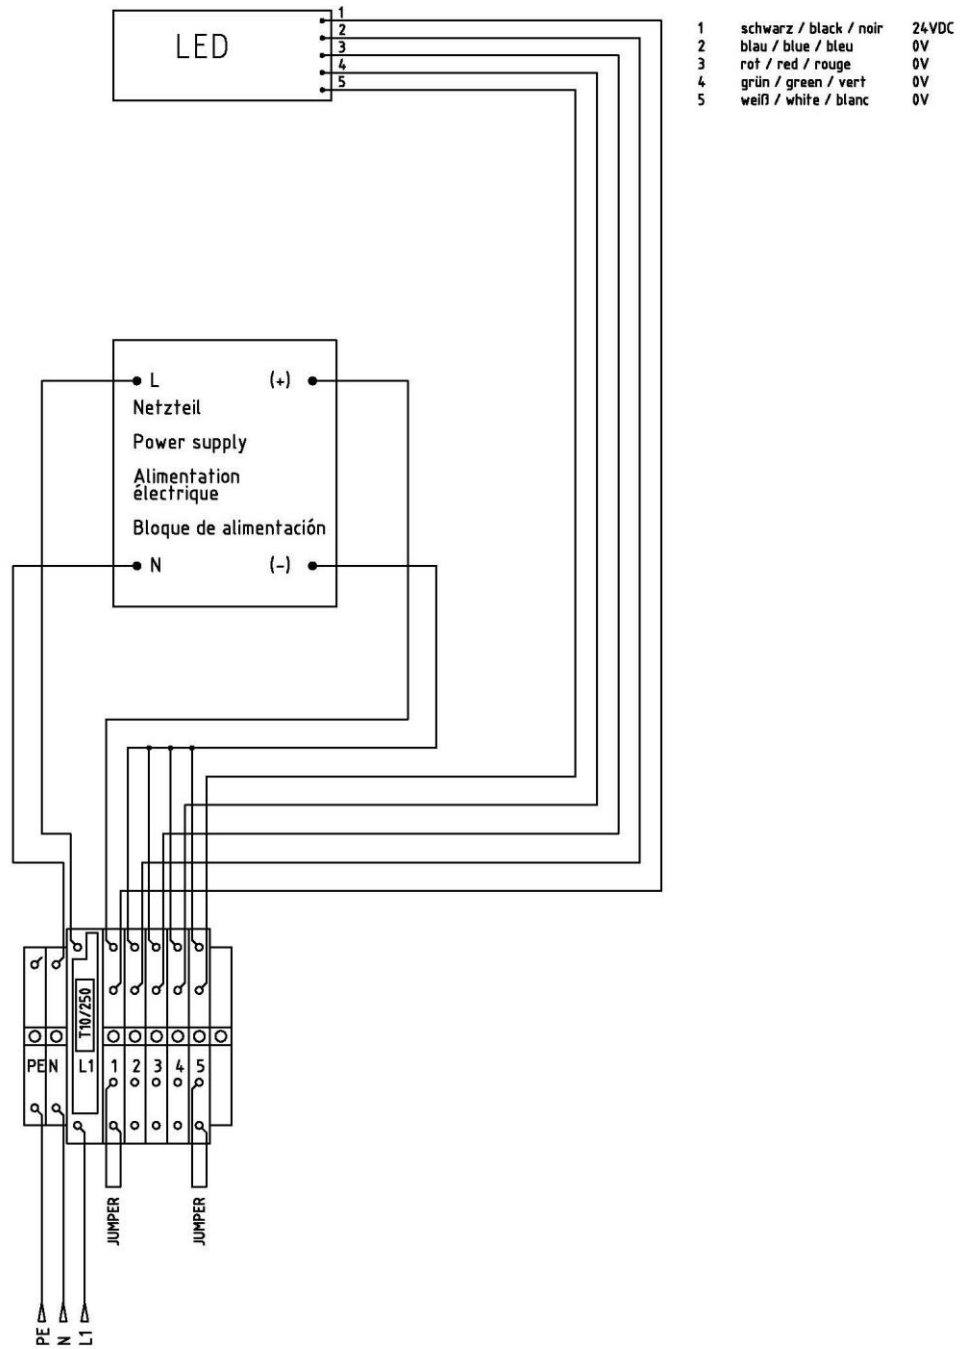 LED
1
2
3
4
5
1 schwarz / black / noir 24VDC
2 blau / blue / bleu 0V
3 rot / red / rouge 0V
4 grün / green / vert 0V
5 weiß / white / blanc 0V
L (+)
Netzteil
Power supply
Alimentation
électrique
Bloque de alimentación
N (-)
T10/250
PE N L1 1 2 3 4 5
JUMPER JUMPER
PE
N
L1